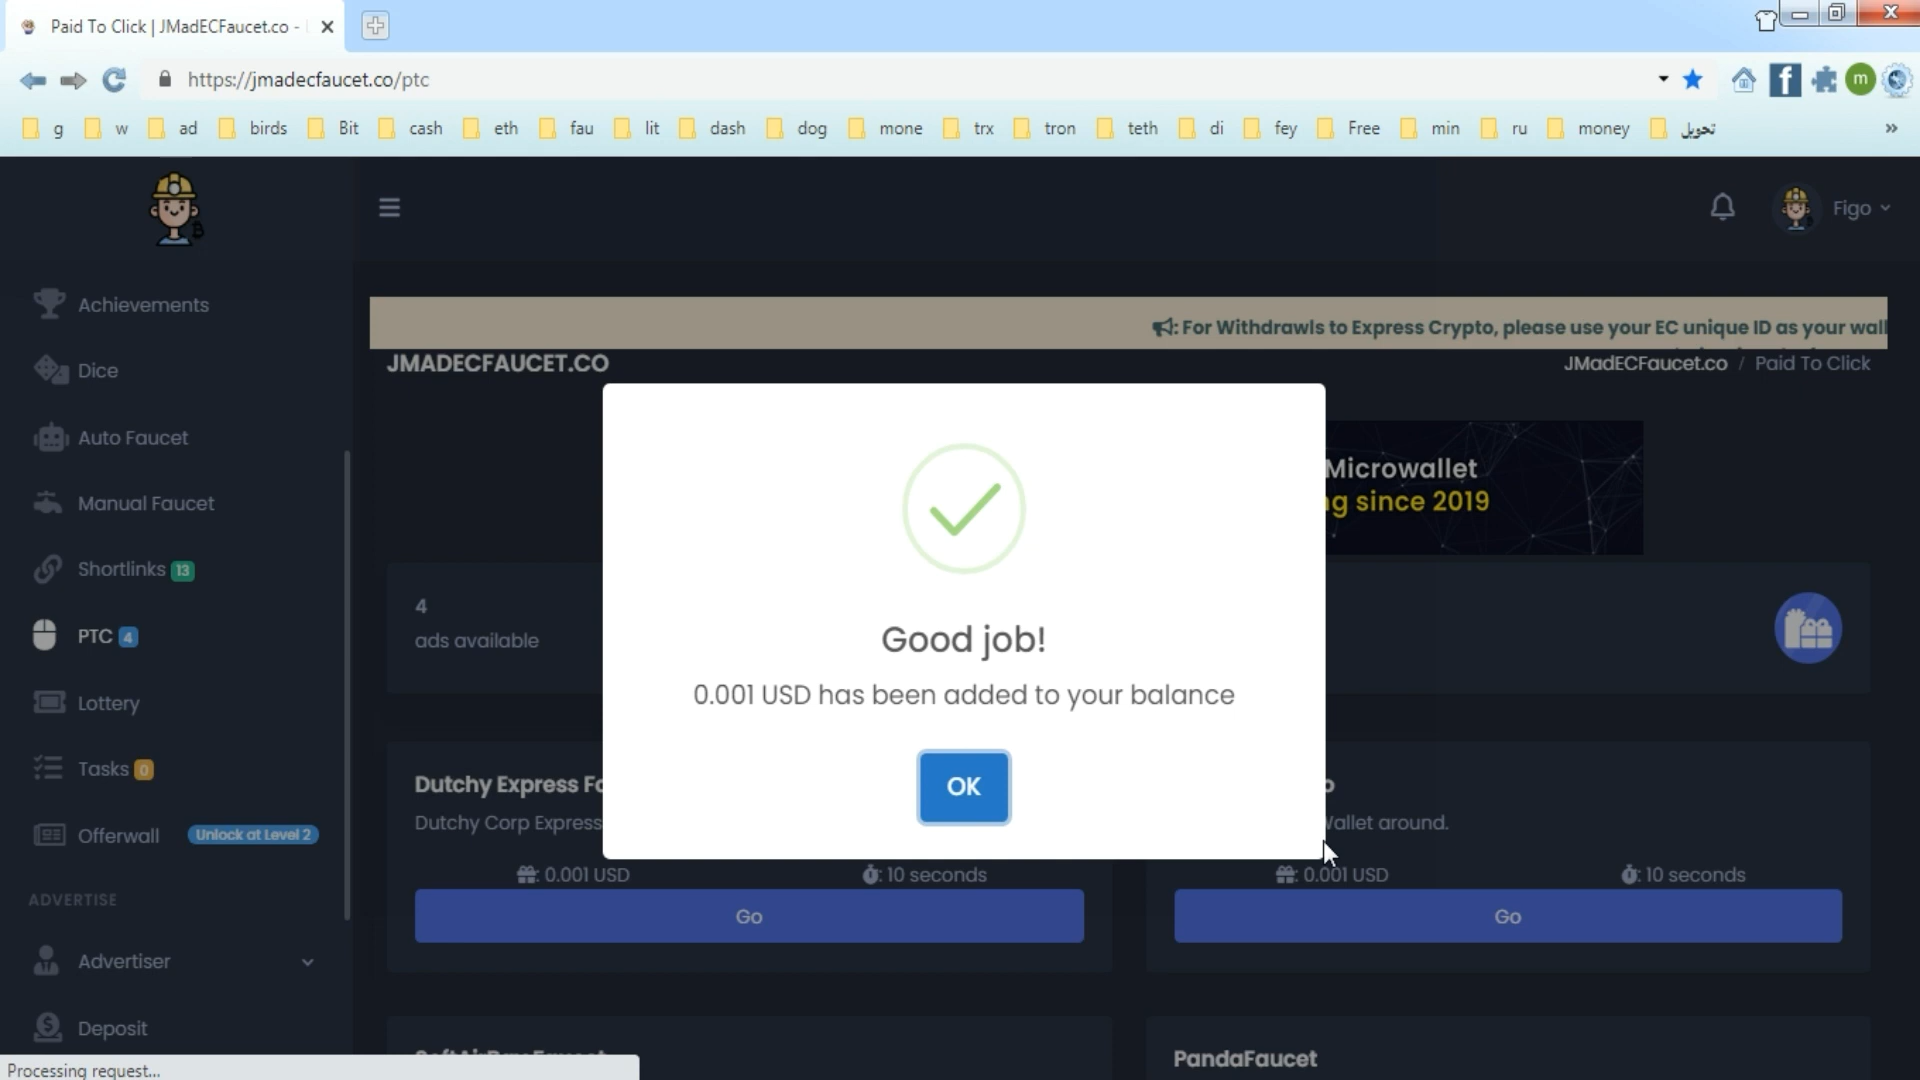 Paid To Click | JMadECFaucet.co -
https://jmadecfaucet.co/ptc
m
g w ad birds Bit cash eth fau lit dash dog mone trx tron teth di fey Free min ru money تحويل »
Figo
Achievements
Dice
Auto Faucet
Manual Faucet
Shortlinks 13
PTC 4
Lottery
Tasks 0
Offerwall Unlock at Level 2
ADVERTISE
Advertiser
Deposit
: For Withdrawls to Express Crypto, please use your EC unique ID as your wall
JMADECFAUCET.CO
JMadECFaucet.co / Paid To Click
Microwallet
g since 2019
4
ads available
Good job!
0.001 USD has been added to your balance
OK
Dutchy Express Fa
Dutchy Corp Express
: 0.001 USD : 10 seconds
Go
Wallet around.
: 0.001 USD : 10 seconds
Go
PandaFaucet
Processing request...